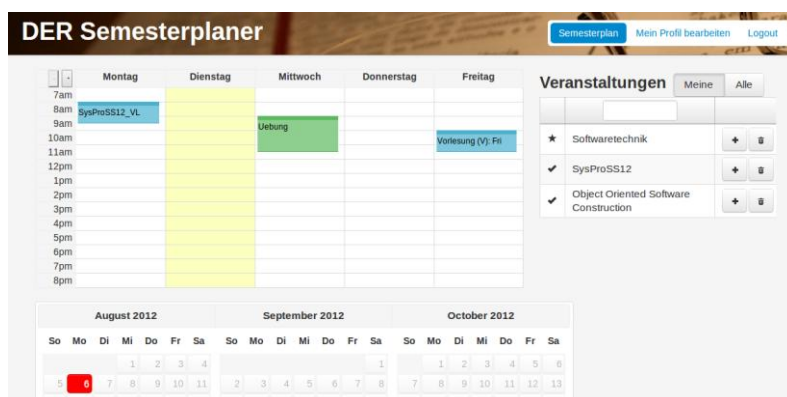 DER Semesterplaner
Semesterplan Mein Profil bearbeiten Logout
Montag Dienstag Mittwoch Donnerstag Freitag
7am
8am
9am
10am
11am
12pm
1pm
2pm
3pm
4pm
5pm
6pm
7pm
8pm
SysProSS12_VL
Uebung
Vorlesung (V): Fri
Veranstaltungen Meine Alle
Softwaretechnik
SysProSS12
Object Oriented Software
Construction
August 2012 September 2012 October 2012
So Mo Di Mi Do Fr Sa So Mo Di Mi Do Fr Sa So Mo Di Mi Do Fr Sa
1 2 3 4 1 1 2 3 4 5 6
5 6 7 8 9 10 11 2 3 4 5 6 7 8 7 8 9 10 11 12 13